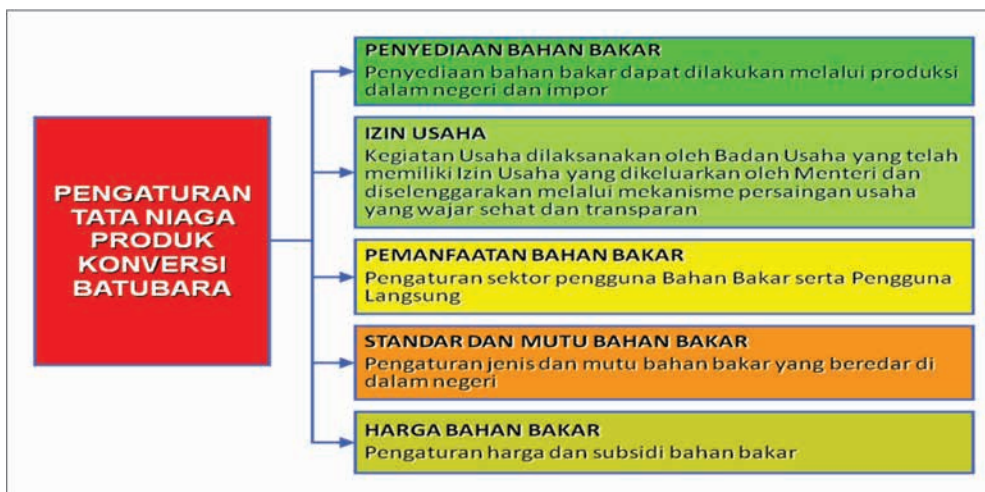 PENGATURAN
TATA NIAGA
PRODUK
KONVERSI
BATUBARA
PENYEDIAAN BAHAN BAKAR
Penyediaan bahan bakar dapat dilakukan melalui produksi
dalam negeri dan impor
IZIN USAHA
Kegiatan Usaha dilaksanakan oleh Badan Usaha yang telah
memiliki Izin Usaha yang dikeluarkan oleh Menteri dan
diselenggarakan melalui mekanisme persaingan usaha
yang wajar sehat dan transparan
PEMANFAATAN BAHAN BAKAR
Pengaturan sektor pengguna Bahan Bakar serta Pengguna
Langsung
STANDAR DAN MUTU BAHAN BAKAR
Pengaturan jenis dan mutu bahan bakar yang beredar di
dalam negeri
HARGA BAHAN BAKAR
Pengaturan harga dan subsidi bahan bakar